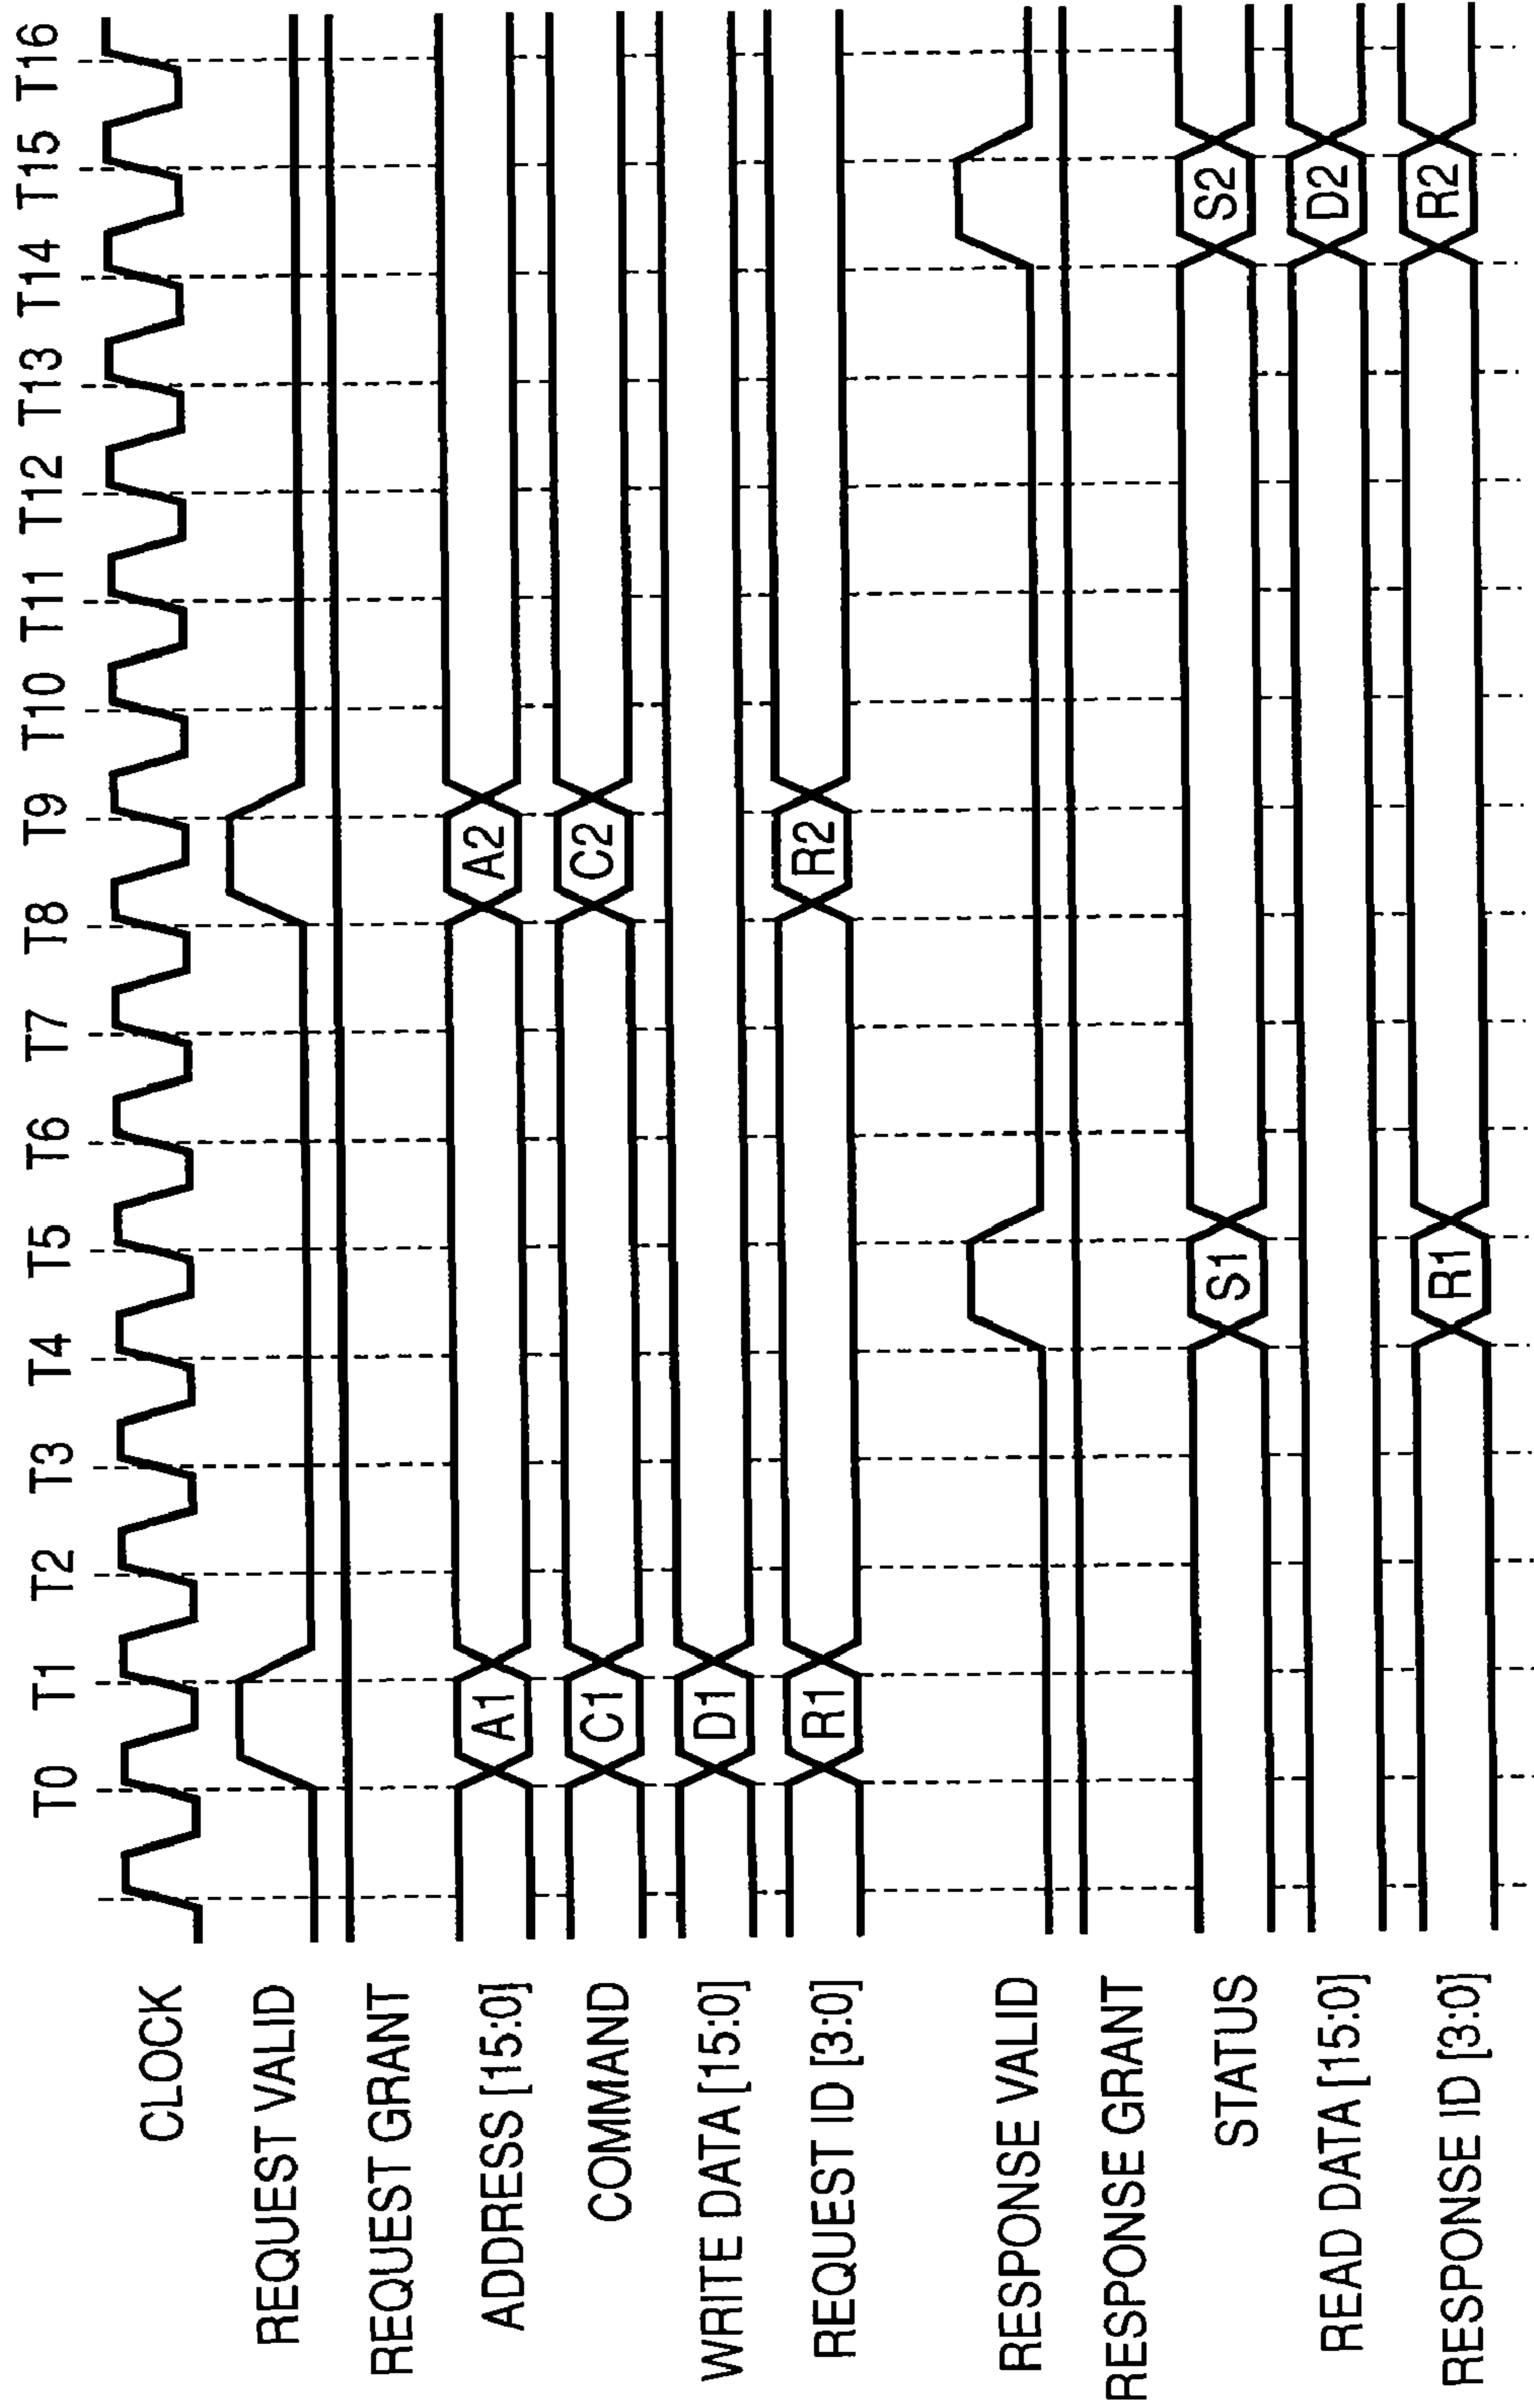 T0 T1 T2 T3 T4 T5 T6 T7 T8 T9 T10 T11 T12 T13 T14 T15 T16
CLOCK
REQUEST VALID
REQUEST GRANT
ADDRESS [15:0] A1 A2
COMMAND C1 C2
WRITE DATA [15:0] D1
REQUEST ID [3:0] R1 R2
RESPONSE VALID
RESPONSE GRANT
STATUS S1 S2
READ DATA [15:0] D2
RESPONSE ID [3:0] R1 R2